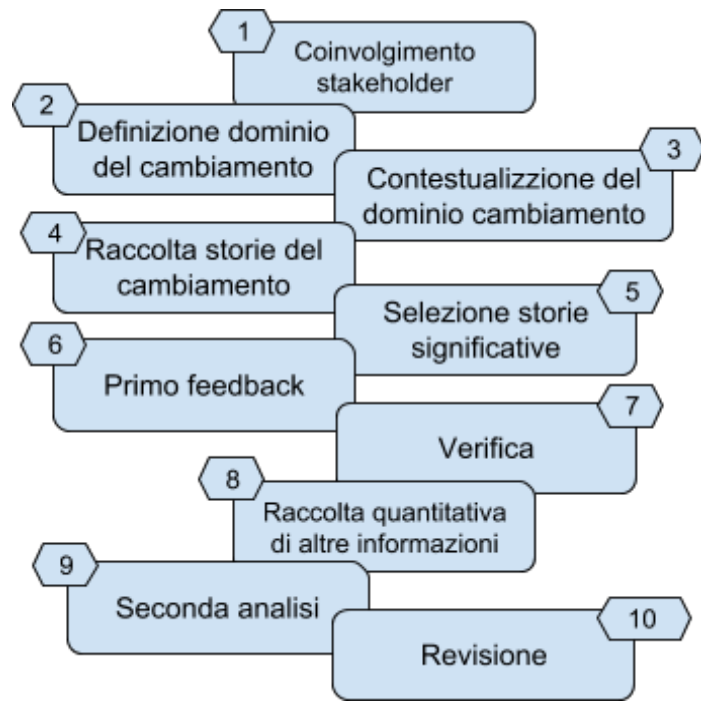 1
Coinvolgimento
stakeholder
2
Definizione dominio
del cambiamento
3
Contestualizzione del
dominio cambiamento
4
Raccolta storie del
cambiamento
5
Selezione storie
significative
6
Primo feedback
7
Verifica
8
Raccolta quantitativa
di altre informazioni
9
Seconda analisi
10
Revisione